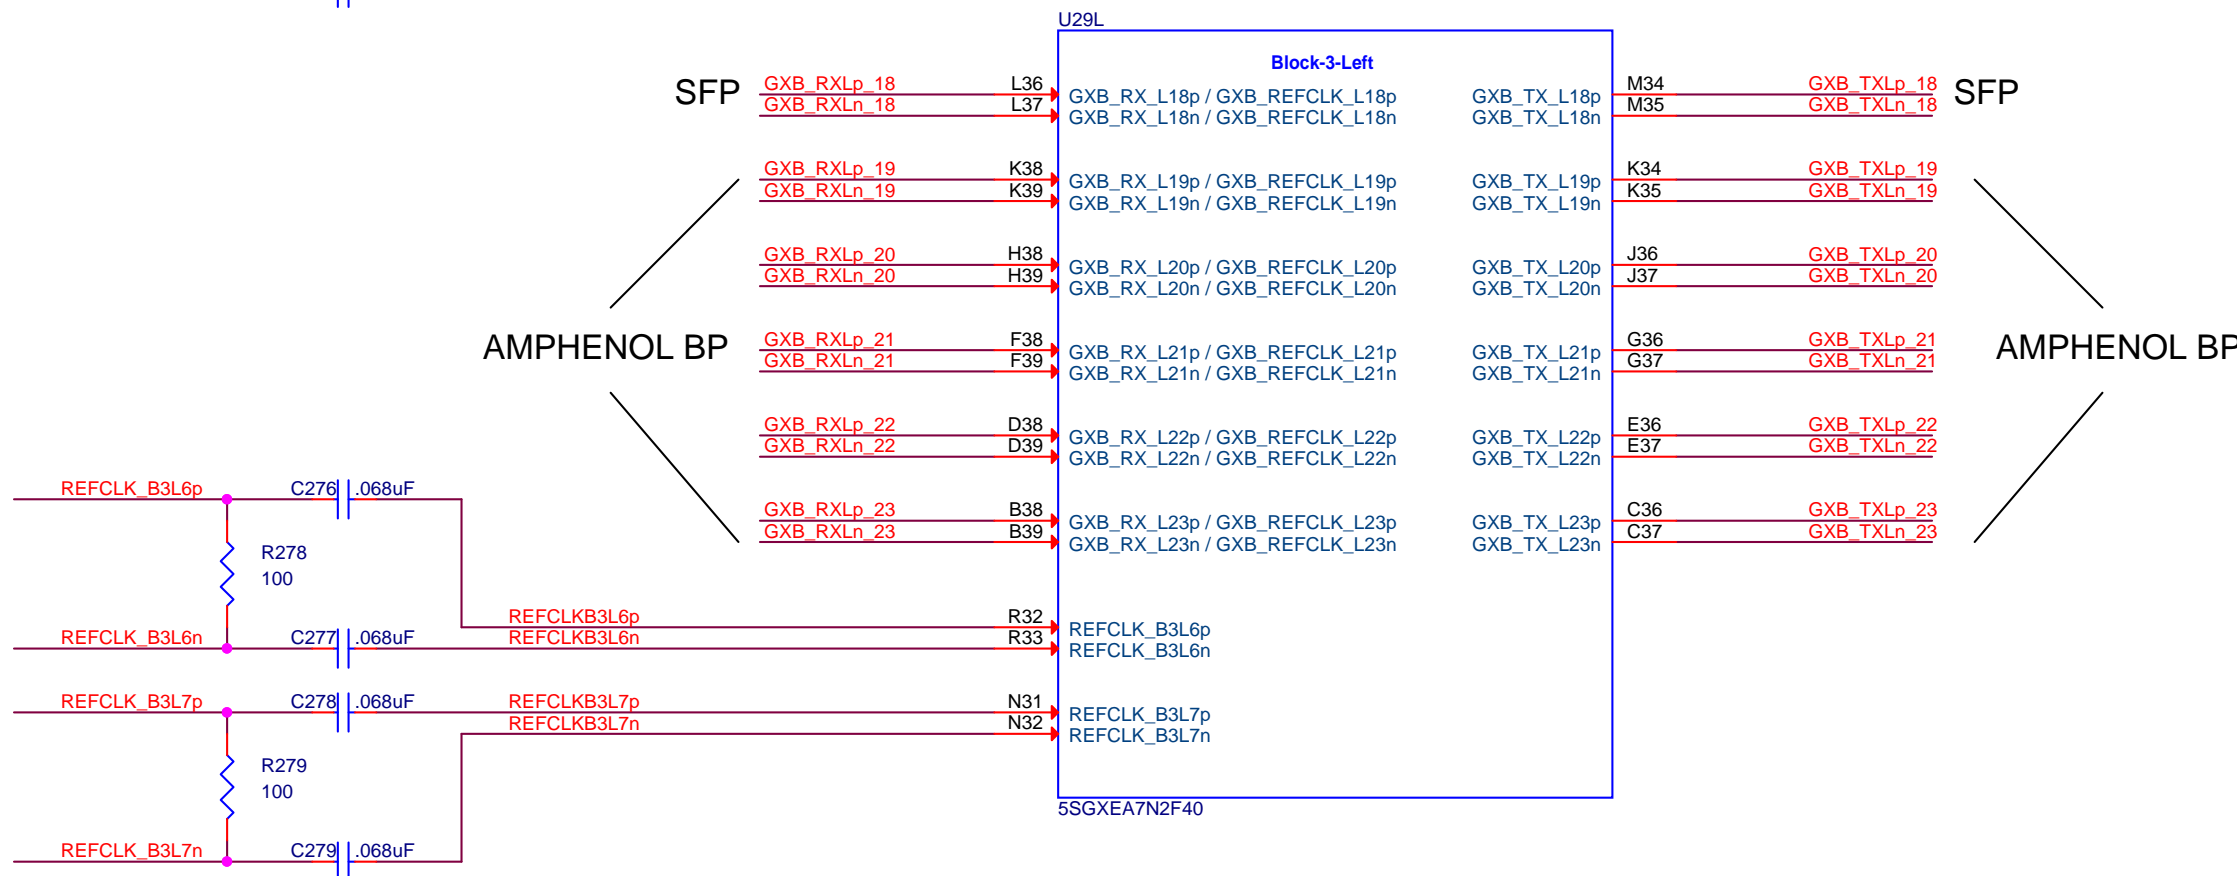 U29L
Block-3-Left
SFP
GXB_RXLp_18 L36 GXB_RX_L18p / GXB_REFCLK_L18p GXB_TX_L18p M34 GXB_TXLp_18
GXB_RXLn_18 L37 GXB_RX_L18n / GXB_REFCLK_L18n GXB_TX_L18n M35 GXB_TXLn_18
SFP
GXB_RXLp_19 K38 GXB_RX_L19p / GXB_REFCLK_L19p GXB_TX_L19p K34 GXB_TXLp_19
GXB_RXLn_19 K39 GXB_RX_L19n / GXB_REFCLK_L19n GXB_TX_L19n K35 GXB_TXLn_19
GXB_RXLp_20 H38 GXB_RX_L20p / GXB_REFCLK_L20p GXB_TX_L20p J36 GXB_TXLp_20
GXB_RXLn_20 H39 GXB_RX_L20n / GXB_REFCLK_L20n GXB_TX_L20n J37 GXB_TXLn_20
AMPHENOL BP
GXB_RXLp_21 F38 GXB_RX_L21p / GXB_REFCLK_L21p GXB_TX_L21p G36 GXB_TXLp_21
GXB_RXLn_21 F39 GXB_RX_L21n / GXB_REFCLK_L21n GXB_TX_L21n G37 GXB_TXLn_21
AMPHENOL BP
GXB_RXLp_22 D38 GXB_RX_L22p / GXB_REFCLK_L22p GXB_TX_L22p E36 GXB_TXLp_22
GXB_RXLn_22 D39 GXB_RX_L22n / GXB_REFCLK_L22n GXB_TX_L22n E37 GXB_TXLn_22
GXB_RXLp_23 B38 GXB_RX_L23p / GXB_REFCLK_L23p GXB_TX_L23p C36 GXB_TXLp_23
GXB_RXLn_23 B39 GXB_RX_L23n / GXB_REFCLK_L23n GXB_TX_L23n C37 GXB_TXLn_23
REFCLK_B3L6p C276 .068uF
R278
100
REFCLKB3L6p R32 REFCLK_B3L6p
REFCLK_B3L6n C277 .068uF REFCLKB3L6n R33 REFCLK_B3L6n
REFCLK_B3L7p C278 .068uF REFCLKB3L7p N31 REFCLK_B3L7p
REFCLKB3L7n N32 REFCLK_B3L7n
R279
100
5SGXEA7N2F40
REFCLK_B3L7n C279 .068uF